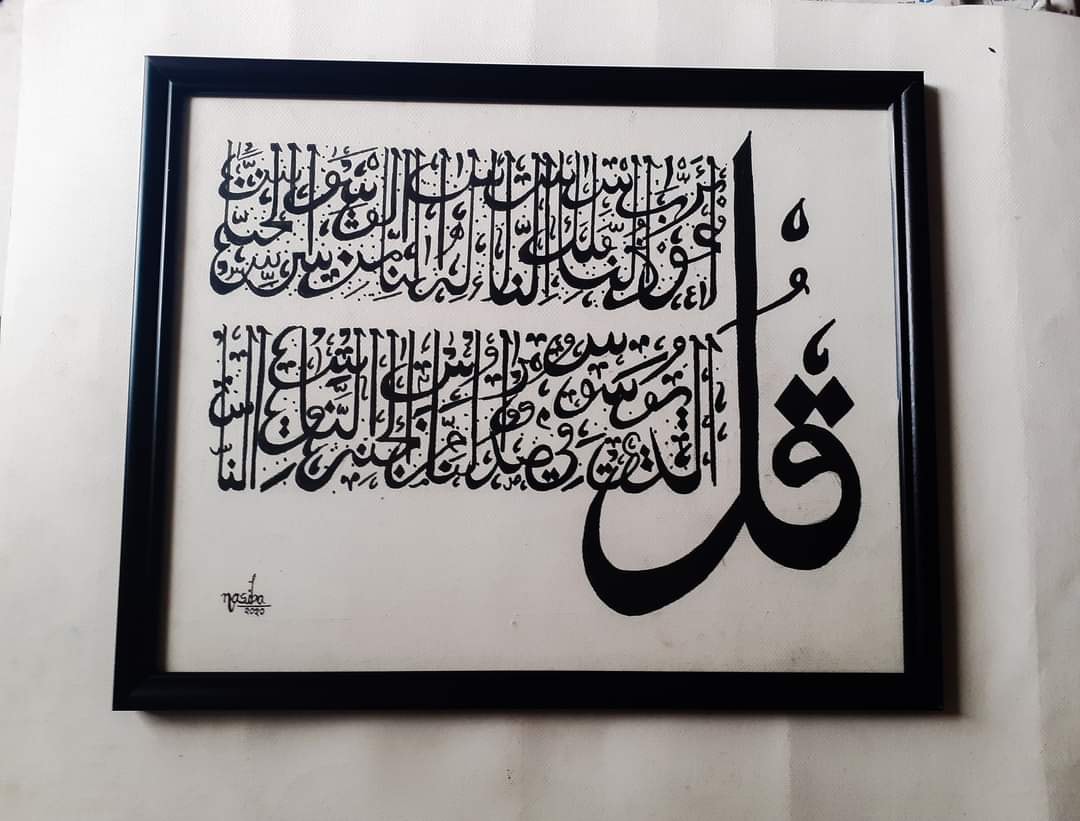 قُلْ
أَعُوذُ بِرَبِّ النَّاسِ مَلِكِ النَّاسِ إِلَٰهِ النَّاسِ مِن شَرِّ الْوَسْوَاسِ الْخَنَّاسِ
الَّذِي يُوَسْوِسُ فِي صُدُورِ النَّاسِ مِنَ الْجِنَّةِ وَالنَّاسِ
nasiba
২০২০